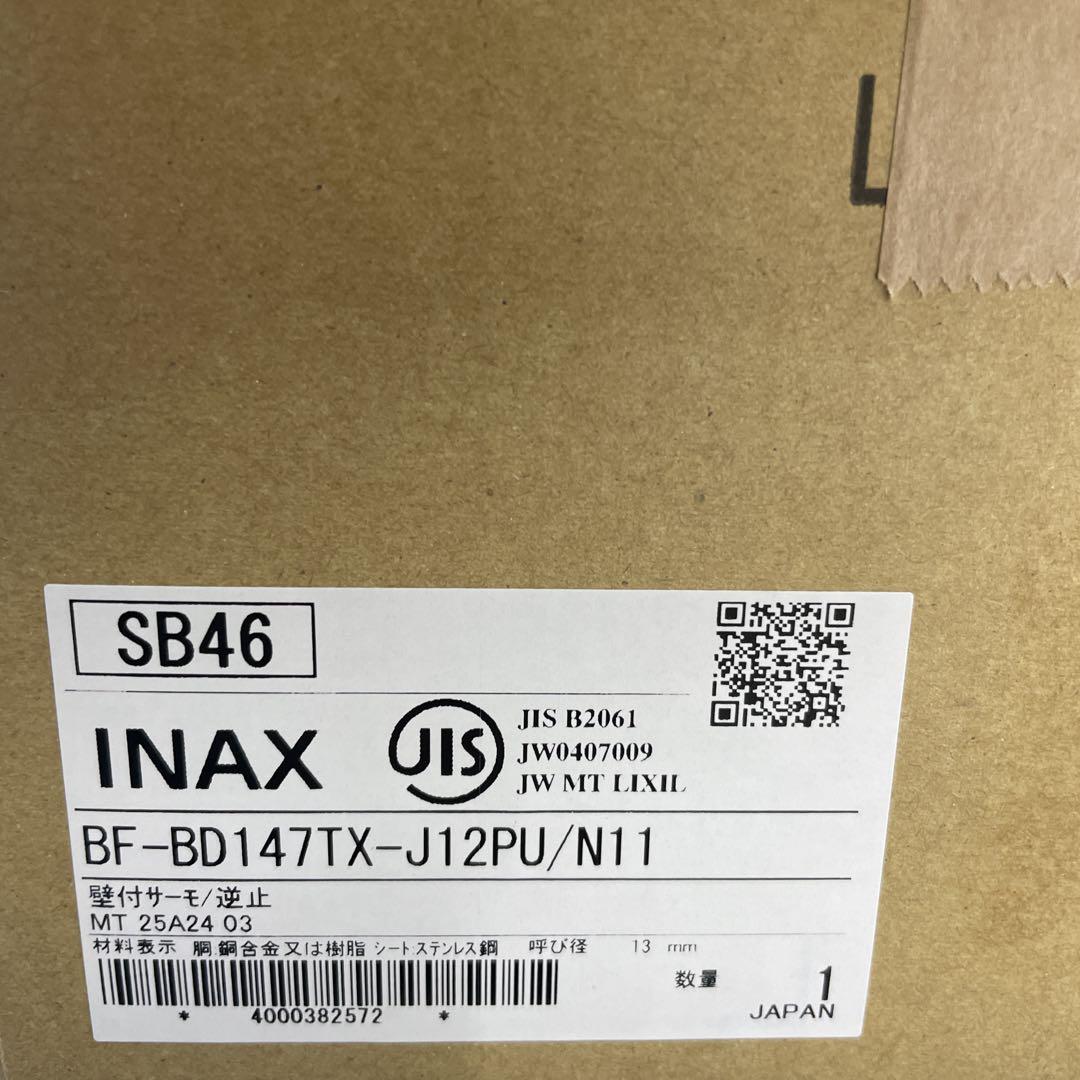 L
SB46
INAX
JIS
JIS B2061
JW0407009
JW MT LIXIL
BF-BD147TX-J12PU/N11
壁付サーモ/逆止
MT 25A24 03
材料表示 胴:銅合金又は樹脂 シート:ステンレス鋼 呼び径 13 mm
数量 1
* 4000382572 *
JAPAN